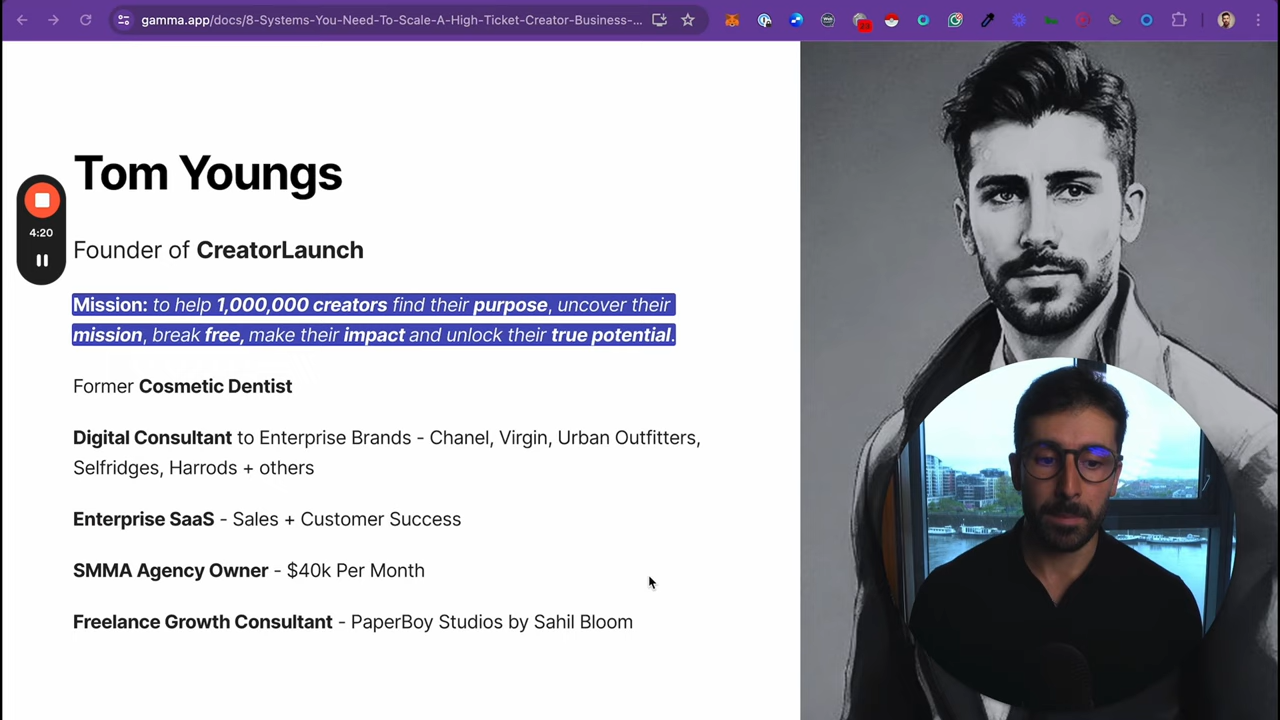 gamma.app/docs/8-Systems-You-Need-To-Scale-A-High-Ticket-Creator-Business-...
Tom Youngs
4:20
Founder of CreatorLaunch
Mission: to help 1,000,000 creators find their purpose, uncover their
mission, break free, make their impact and unlock their true potential.
Former Cosmetic Dentist
Digital Consultant to Enterprise Brands - Chanel, Virgin, Urban Outfitters,
Selfridges, Harrods + others
Enterprise SaaS - Sales + Customer Success
SMMA Agency Owner - $40k Per Month
Freelance Growth Consultant - PaperBoy Studios by Sahil Bloom